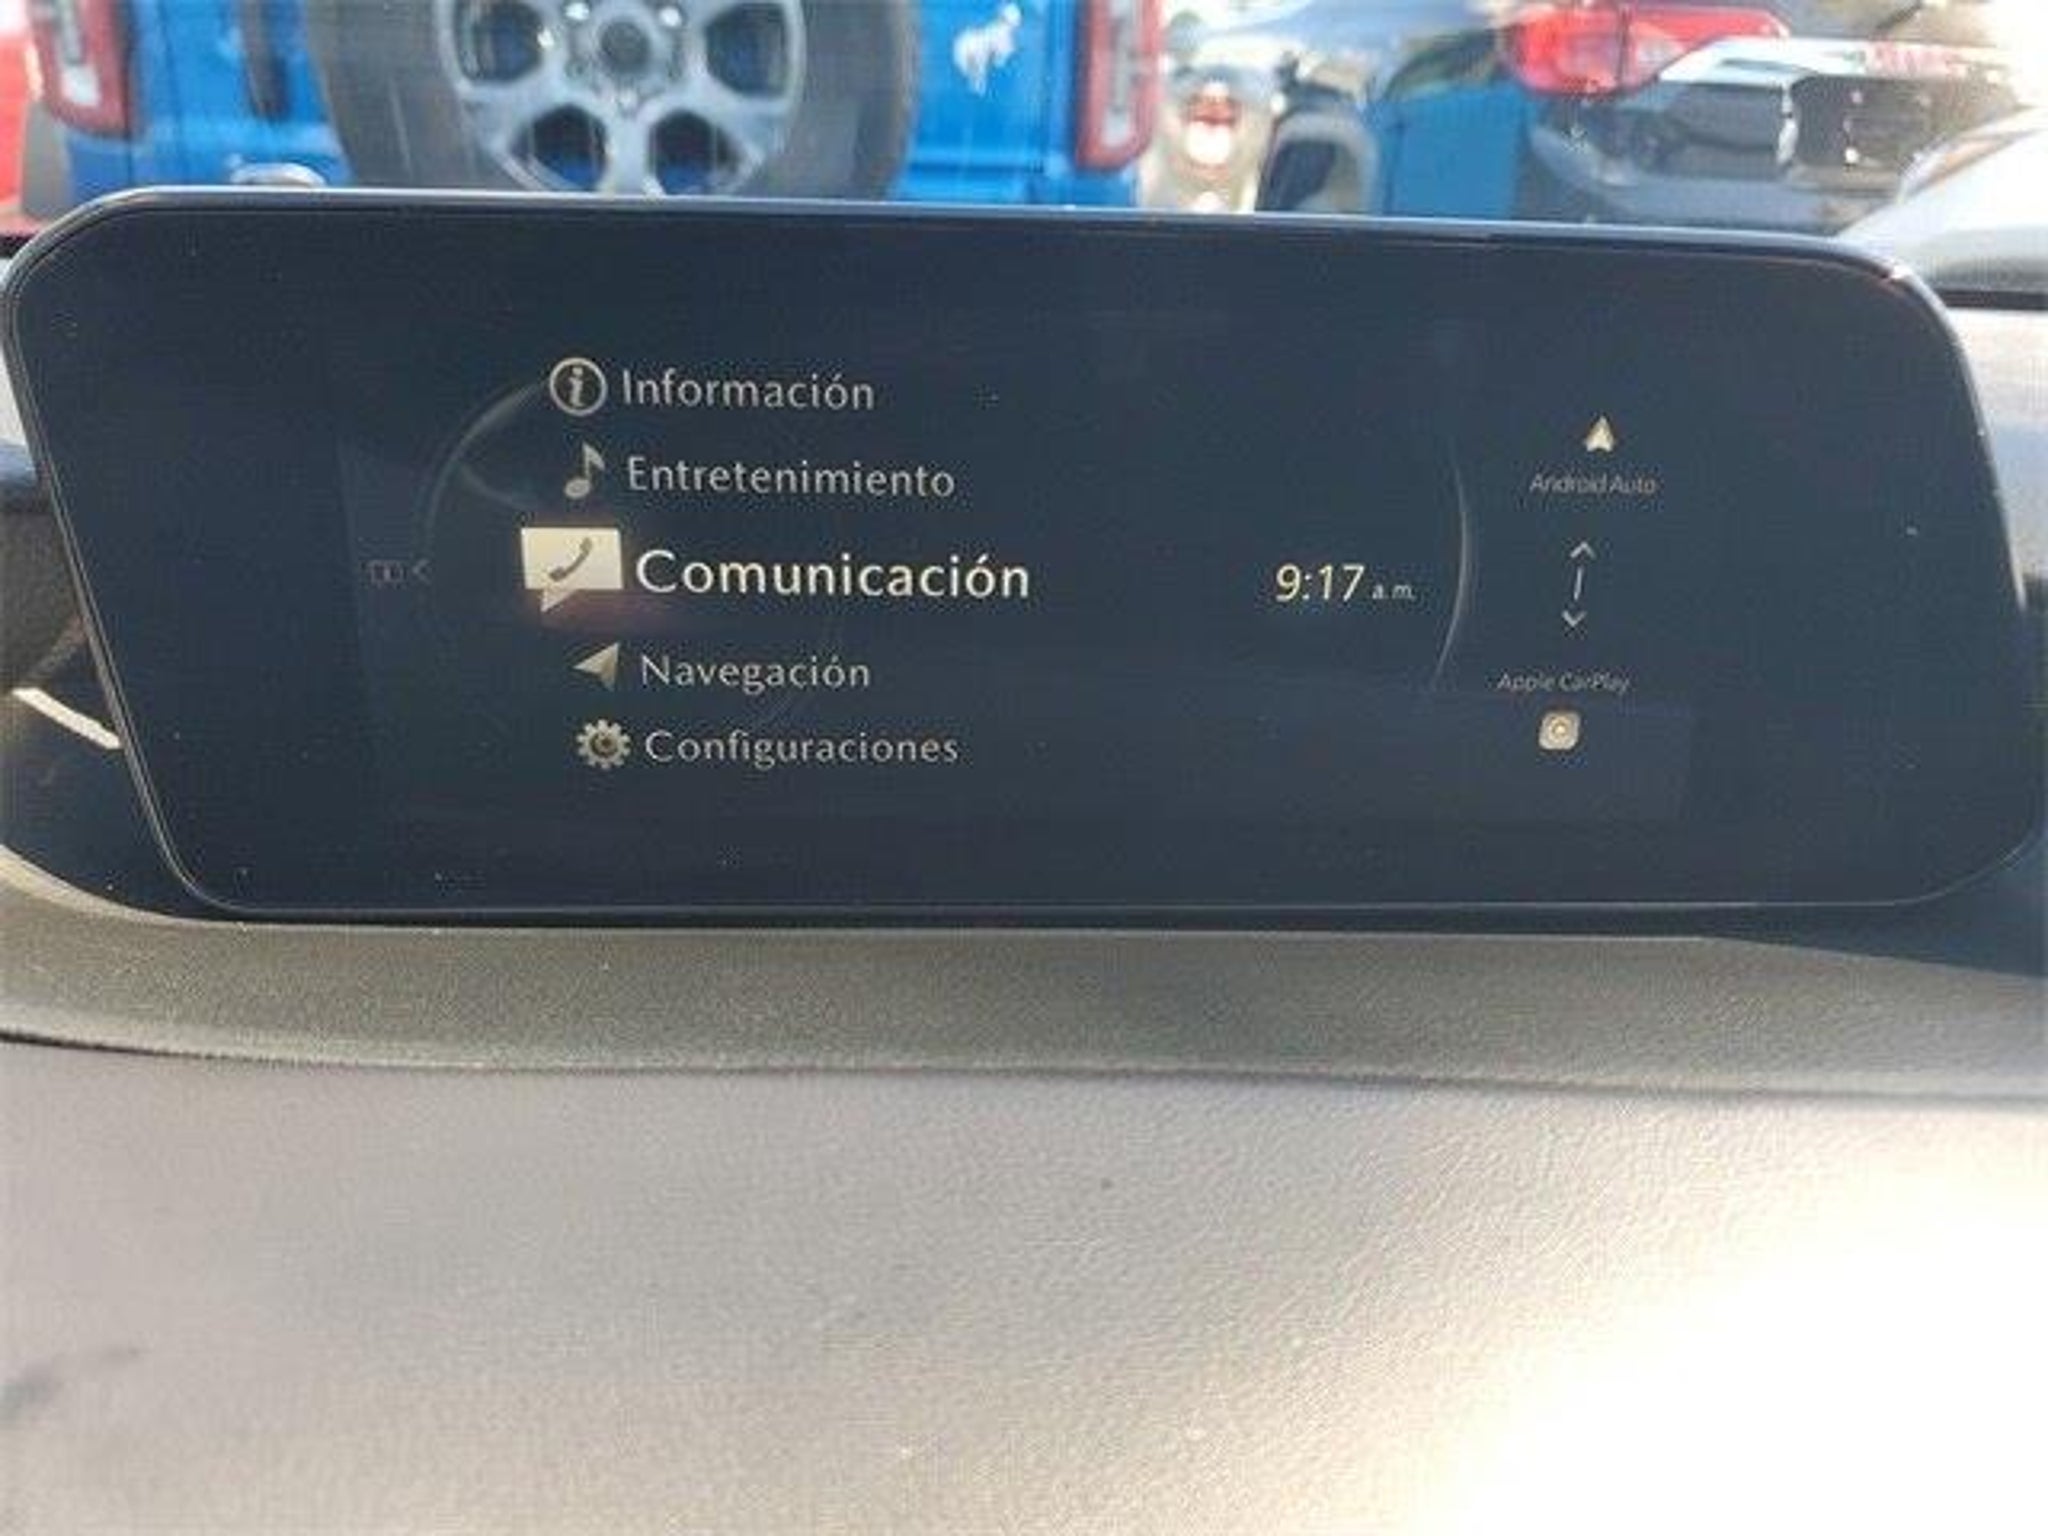 Información
Entretenimiento
Comunicación
Navegación
Configuraciones
9:17 a.m.
Android Auto
Apple CarPlay